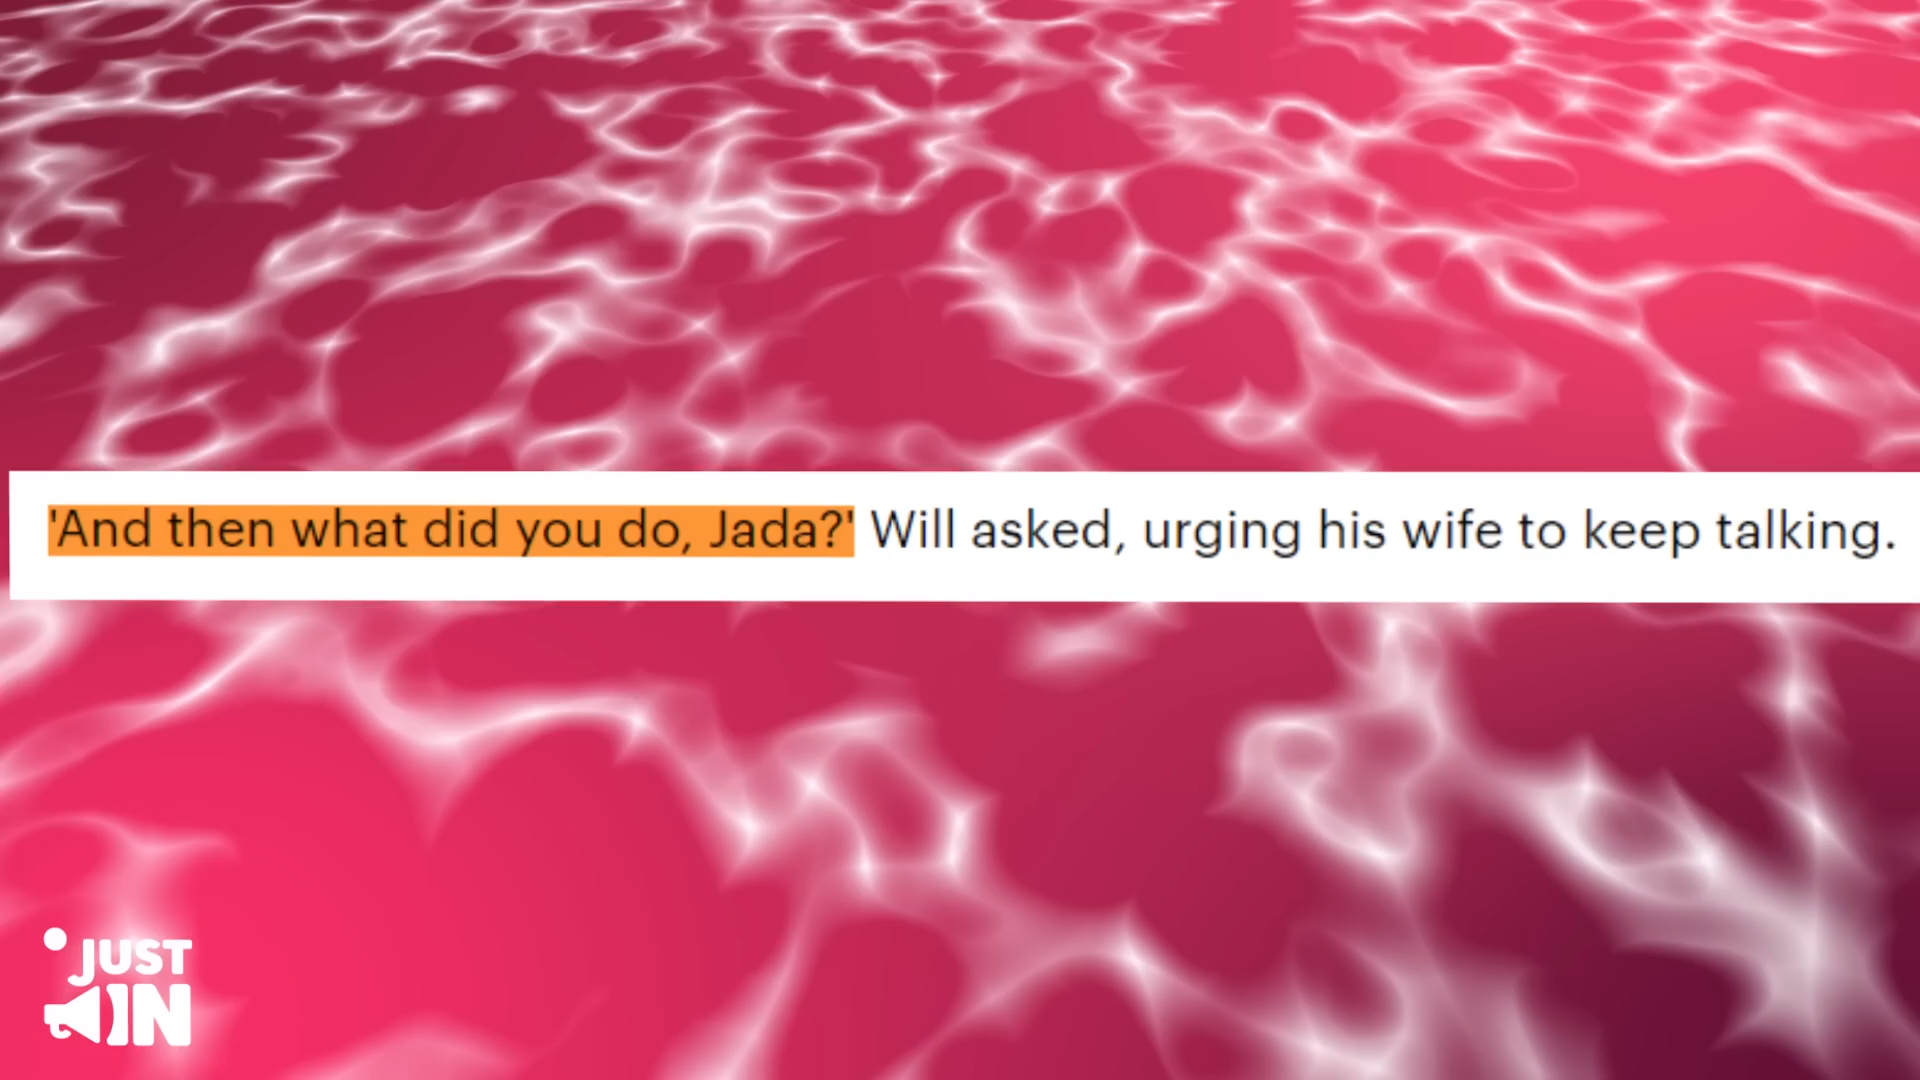 'And then what did you do, Jada?' Will asked, urging his wife to keep talking.
JUST
IN